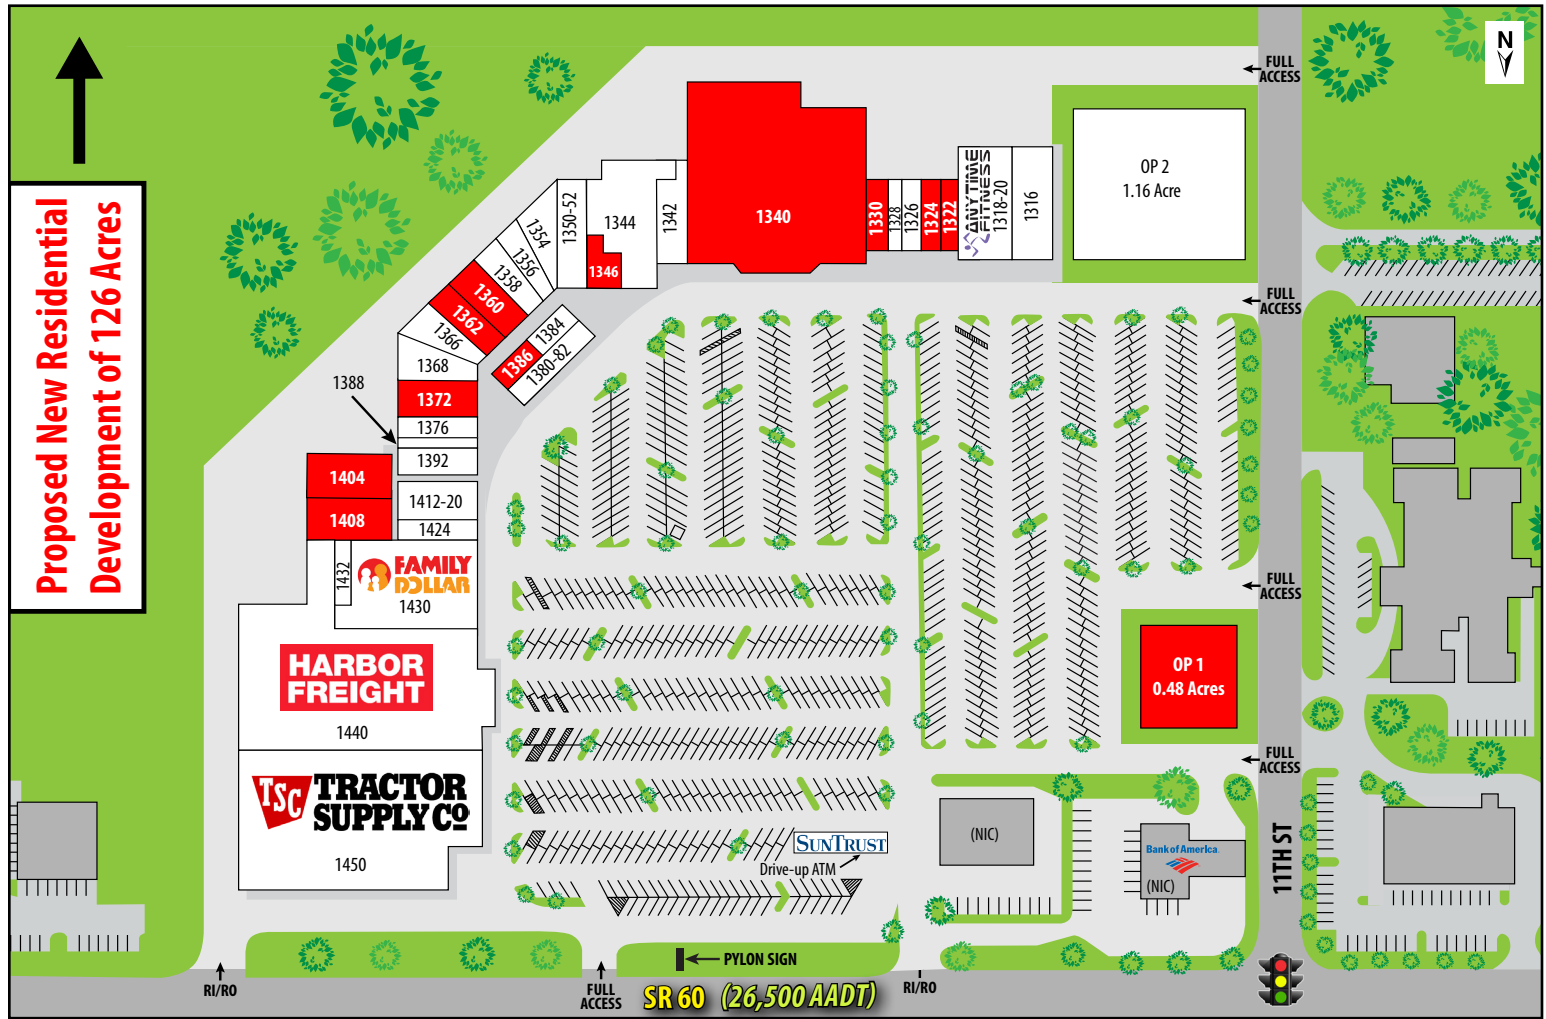 N
FULL
ACCESS
Proposed New Residential
Development of 126 Acres
OP 2
1.16 Acre
1340
1330
1328
1326
1324
1322
ANYTIME
FITNESS
1318-20
1316
1342
1344
1346
1350-52
1354
1356
1358
1360
1362
1366
1368
1384
1386
1380-82
FULL
ACCESS
1388
1372
1376
1392
1404
1408
1412-20
1424
1432
FAMILY
DOLLAR
1430
FULL
ACCESS
HARBOR
FREIGHT
1440
OP 1
0.48 Acres
FULL
ACCESS
TSC
TRACTOR
SUPPLY CO
1450
SUNTRUST
Drive-up ATM
(NIC)
Bank of America.
(NIC)
11TH ST
PYLON SIGN
RI/RO
FULL
ACCESS
SR 60 (26,500 AADT)
RI/RO